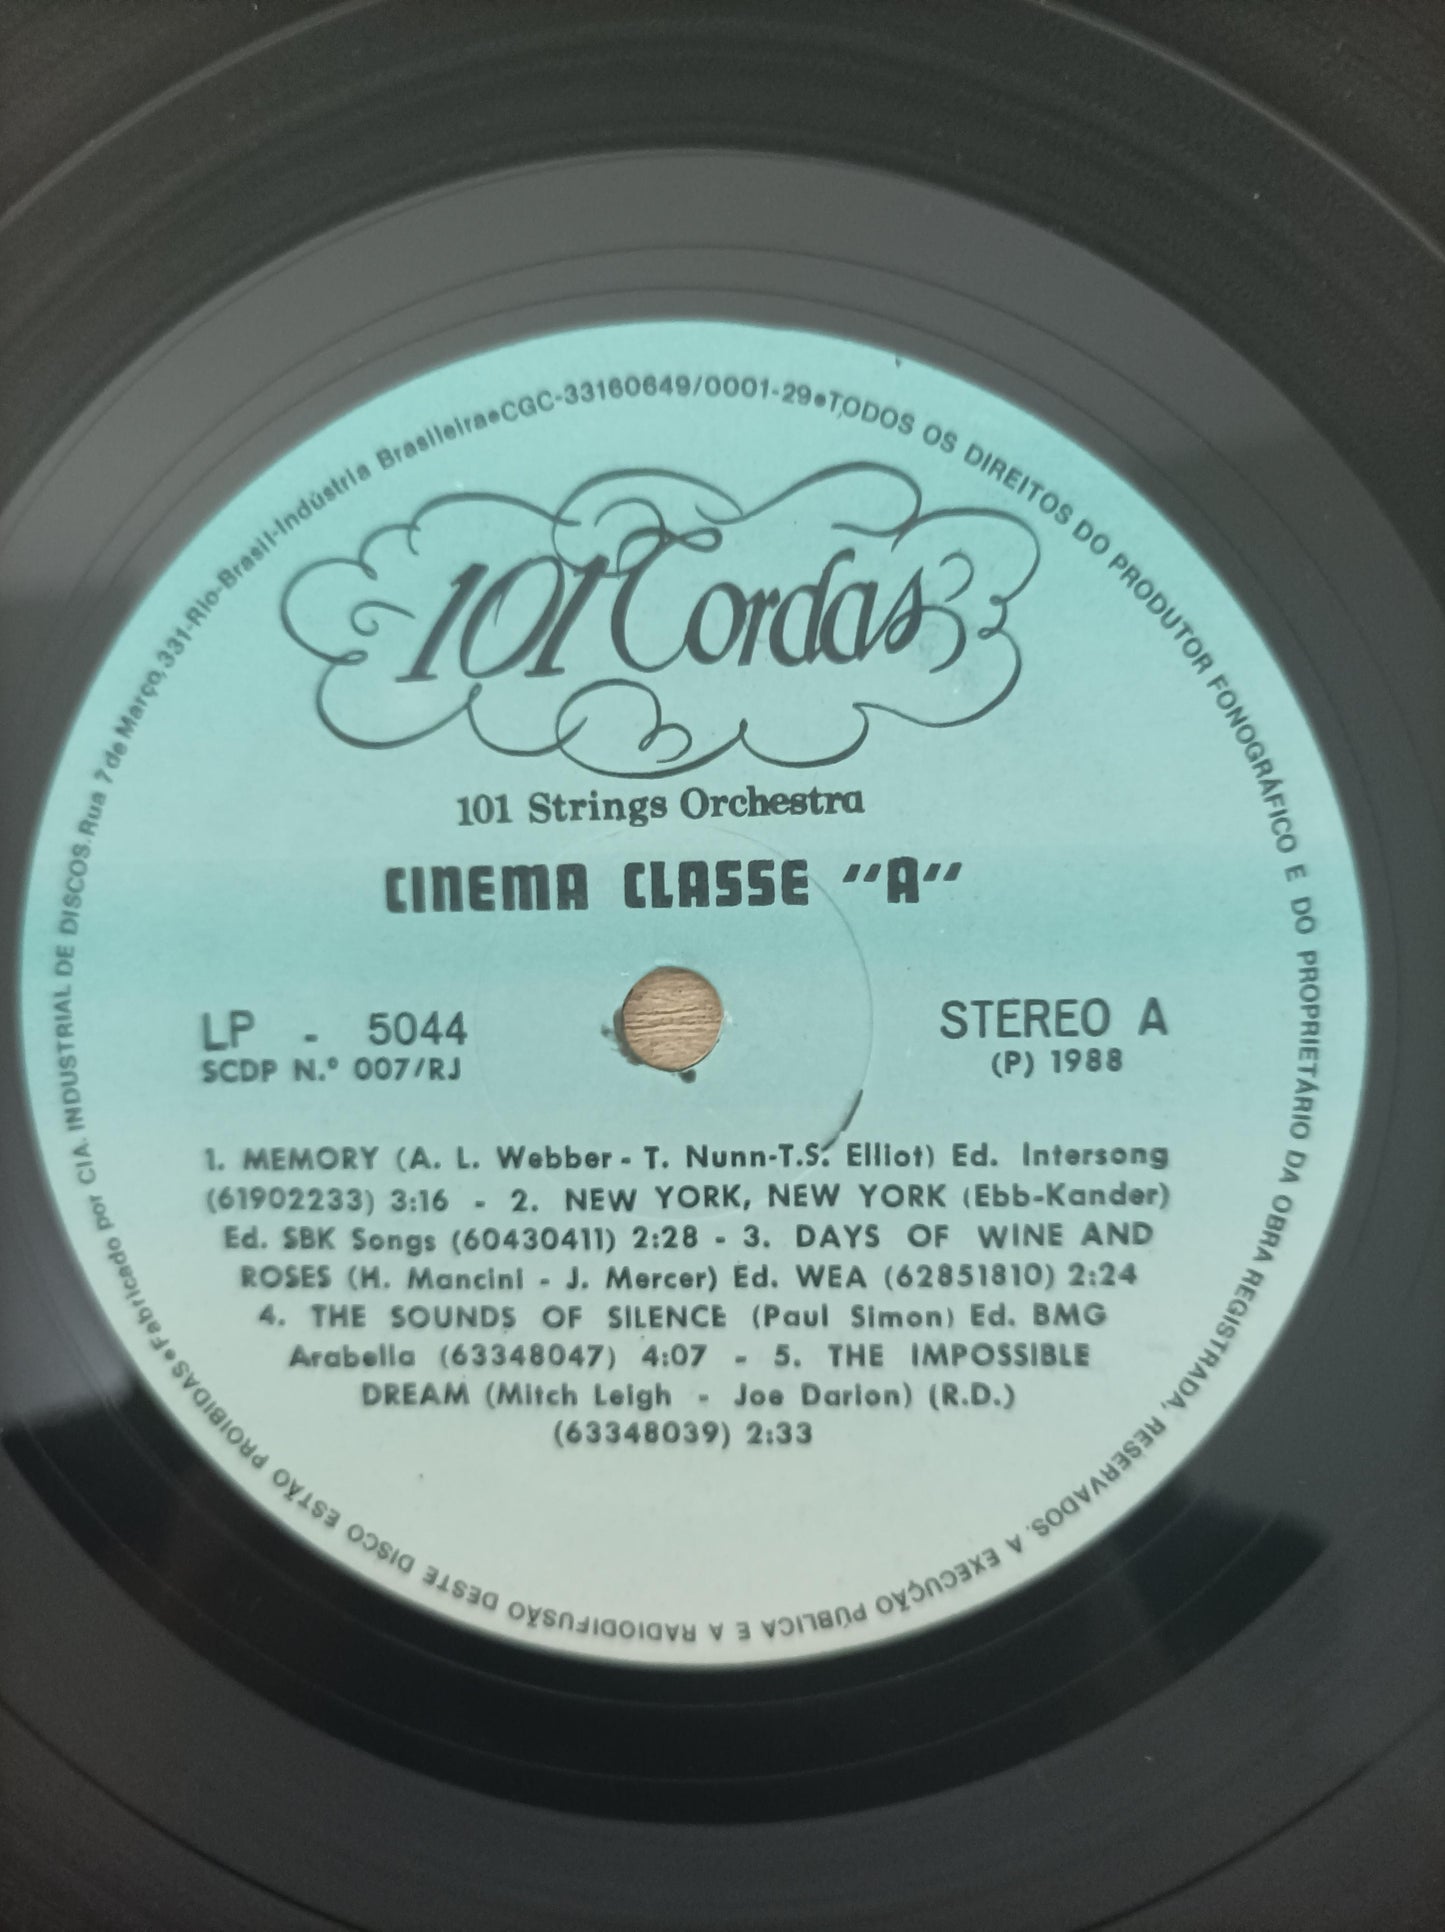 Fabricado por CIA. INDUSTRIAL DE DISCOS.Rua 7 de Março,331-Rio-Brasil-Indústria Brasileira•CGC-33160649/0001-29•TODOS OS DIREITOS DO PRODUTOR FONOGRÁFICO E DO PROPRIETÁRIO DA OBRA REGISTRADA, RESERVADOS. A EXECUÇÃO PÚBLICA E A RADIODIFUSÃO DESTE DISCO ESTÃO PROIBIDAS•
101 Cordas
101 Strings Orchestra
CINEMA CLASSE "A"
LP - 5044
SCDP N.° 007/RJ
STEREO A
(P) 1988
1. MEMORY (A. L. Webber - T. Nunn-T.S. Elliot) Ed. Intersong
(61902233) 3:16 - 2. NEW YORK, NEW YORK (Ebb-Kander)
Ed. SBK Songs (60430411) 2:28 - 3. DAYS OF WINE AND
ROSES (H. Mancini - J. Mercer) Ed. WEA (62851810) 2:24
4. THE SOUNDS OF SILENCE (Paul Simon) Ed. BMG
Arabella (63348047) 4:07 - 5. THE IMPOSSIBLE
DREAM (Mitch Leigh - Joe Darion) (R.D.)
(63348039) 2:33